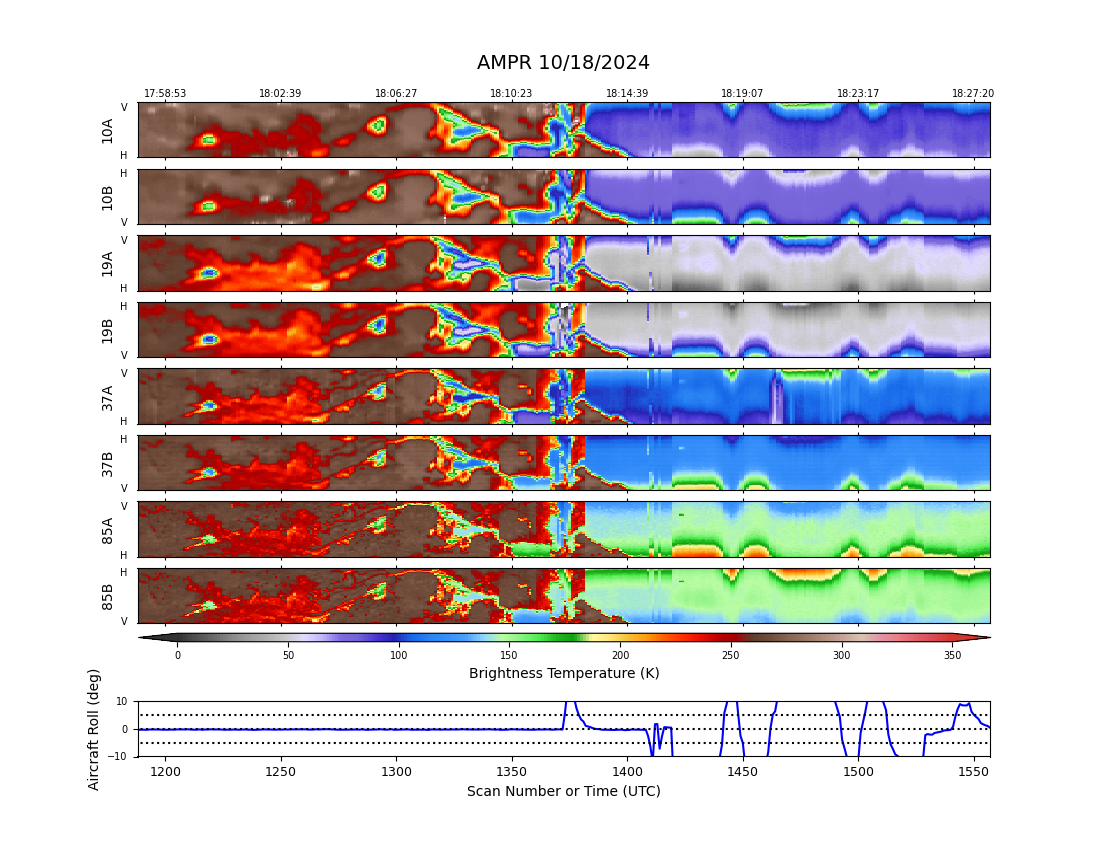 AMPR 10/18/2024
17:58:53 18:02:39 18:06:27 18:10:23 18:14:39 18:19:07 18:23:17 18:27:20
V
10A
H
H
10B
V
V
19A
H
H
19B
V
V
37A
H
H
37B
V
V
85A
H
H
85B
V
0 50 100 150 200 250 300 350
Brightness Temperature (K)
Aircraft Roll (deg)
10
0
−10
1200 1250 1300 1350 1400 1450 1500 1550
Scan Number or Time (UTC)